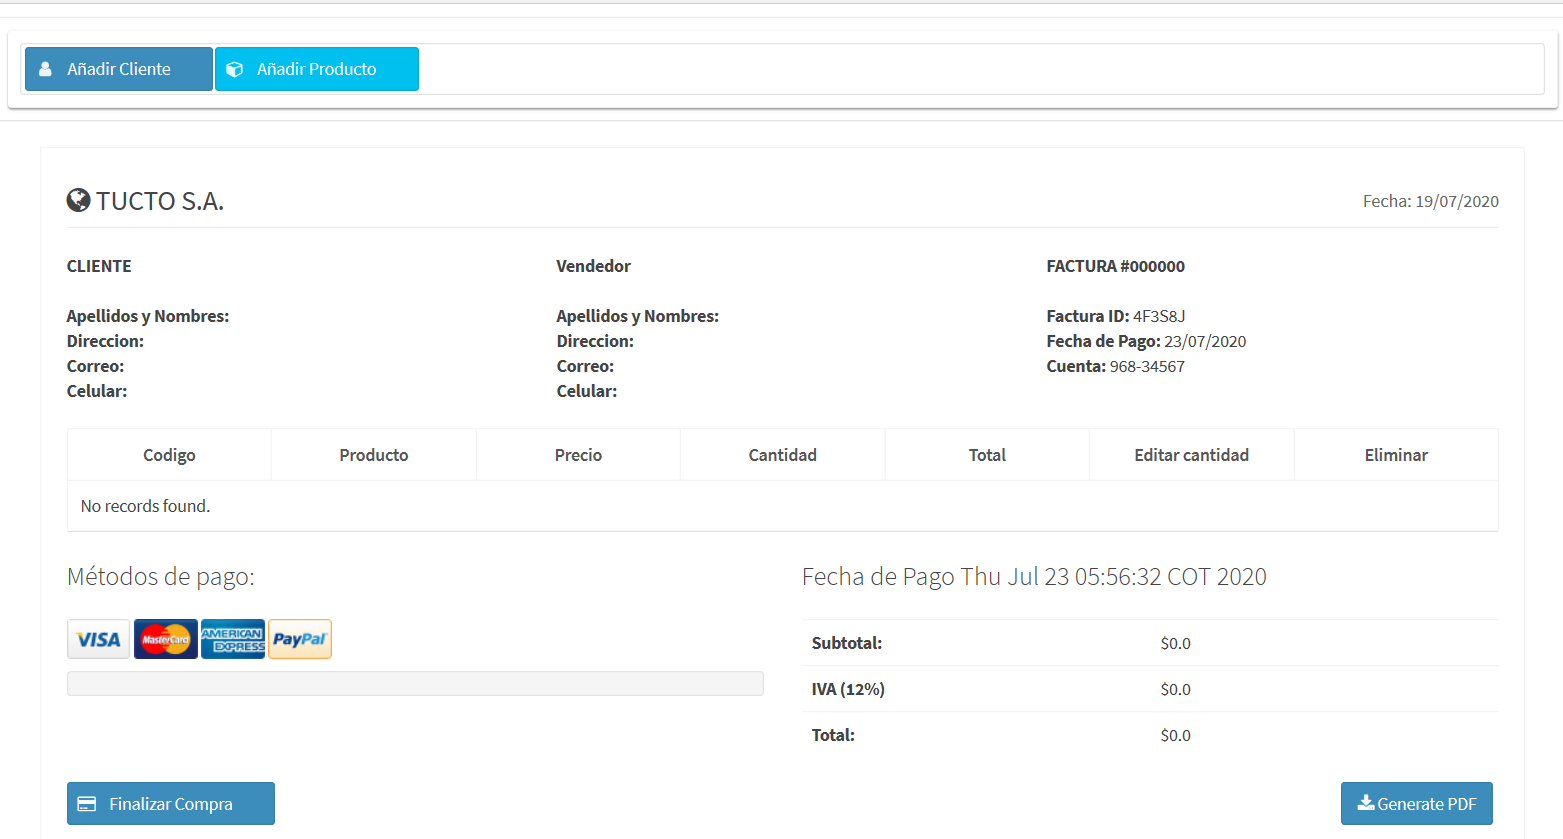 Añadir Cliente Añadir Producto
TUCTO S.A. Fecha: 19/07/2020
CLIENTE Vendedor FACTURA #000000
Apellidos y Nombres: Apellidos y Nombres: Factura ID: 4F3S8J
Direccion: Direccion: Fecha de Pago: 23/07/2020
Correo: Correo: Cuenta: 968-34567
Celular: Celular:
Codigo Producto Precio Cantidad Total Editar cantidad Eliminar
No records found.
Métodos de pago: Fecha de Pago Thu Jul 23 05:56:32 COT 2020
VISA MasterCard AMERICAN EXPRESS PayPal
Subtotal: $0.0
IVA (12%) $0.0
Total: $0.0
Finalizar Compra Generate PDF